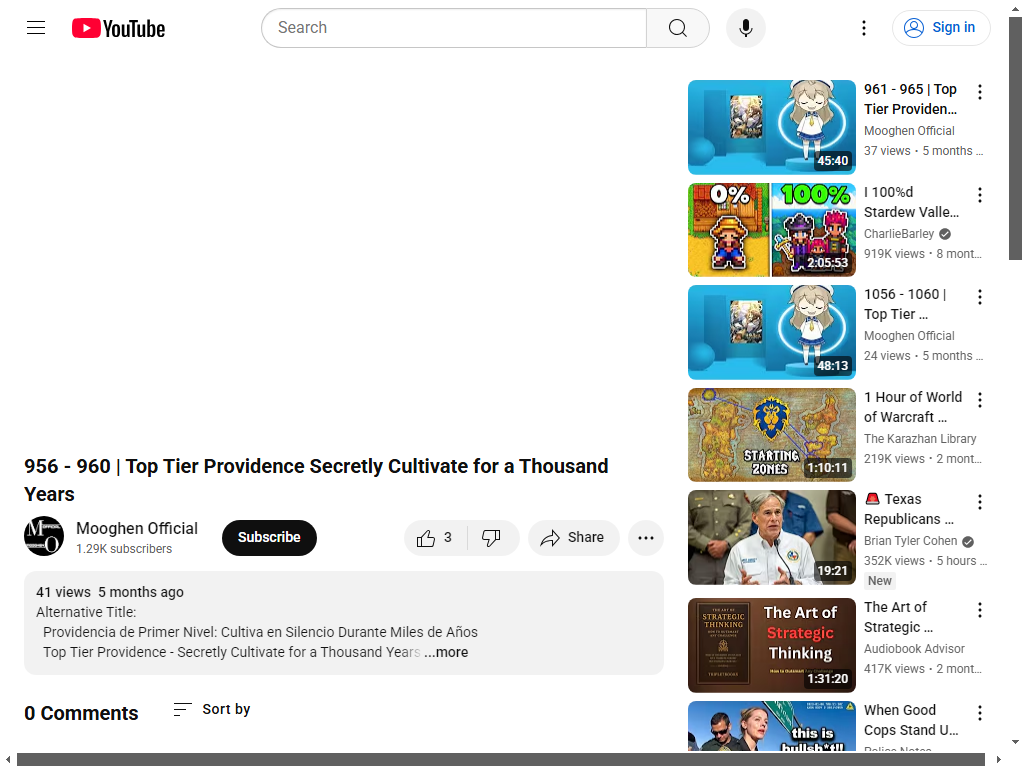 YouTube
Search
Sign in
956 - 960 | Top Tier Providence Secretly Cultivate for a Thousand
Years
Mooghen Official
1.29K subscribers
Subscribe
3
Share
41 views 5 months ago
Alternative Title:
Providencia de Primer Nivel: Cultiva en Silencio Durante Miles de Años
Top Tier Providence - Secretly Cultivate for a Thousand Years ...more
0 Comments
Sort by
45:40
961 - 965 | Top
Tier Providen...
Mooghen Official
37 views • 5 months ...
0%
100%
2:05:53
I 100%d
Stardew Valle...
CharlieBarley
919K views • 8 mont...
48:13
1056 - 1060 |
Top Tier ...
Mooghen Official
24 views • 5 months ...
STARTING
ZONES
1:10:11
1 Hour of World
of Warcraft ...
The Karazhan Library
219K views • 2 mont...
19:21
🚨 Texas
Republicans ...
Brian Tyler Cohen
352K views • 5 hours ...
New
THE ART OF
STRATEGIC
THINKING
The Art of
Strategic
Thinking
1:31:20
The Art of
Strategic ...
Audiobook Advisor
417K views • 2 mont...
this is
bullsh*t!!
When Good
Cops Stand U...
Police Notes